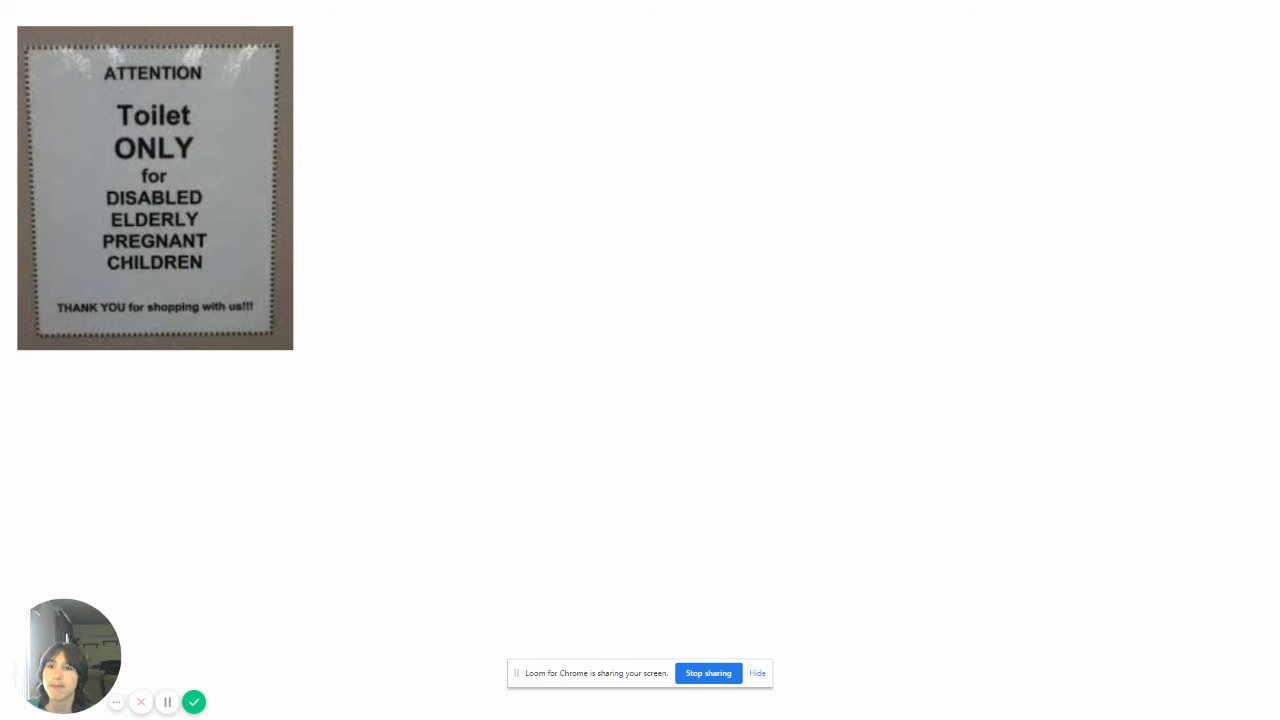 ATTENTION
Toilet
ONLY
for
DISABLED
ELDERLY
PREGNANT
CHILDREN
THANK YOU for shopping with us!!!
Loom for Chrome is sharing your screen. Stop sharing Hide